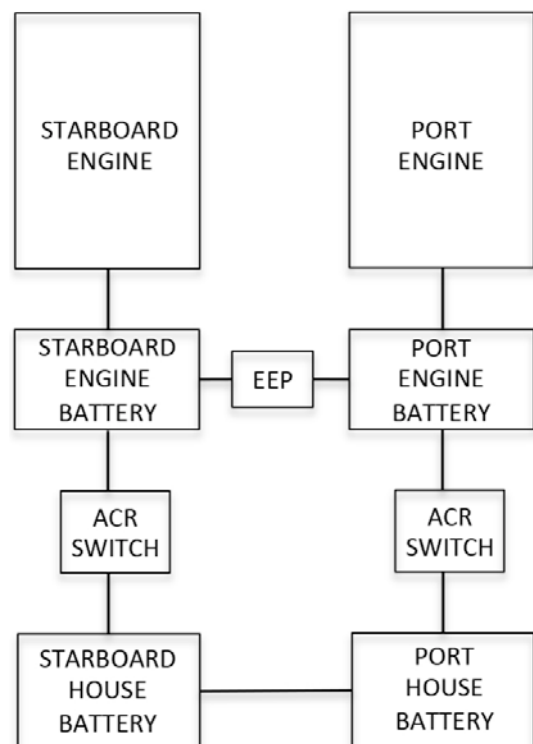 STARBOARD
ENGINE
PORT
ENGINE
STARBOARD
ENGINE
BATTERY
EEP
PORT
ENGINE
BATTERY
ACR
SWITCH
ACR
SWITCH
STARBOARD
HOUSE
BATTERY
PORT
HOUSE
BATTERY